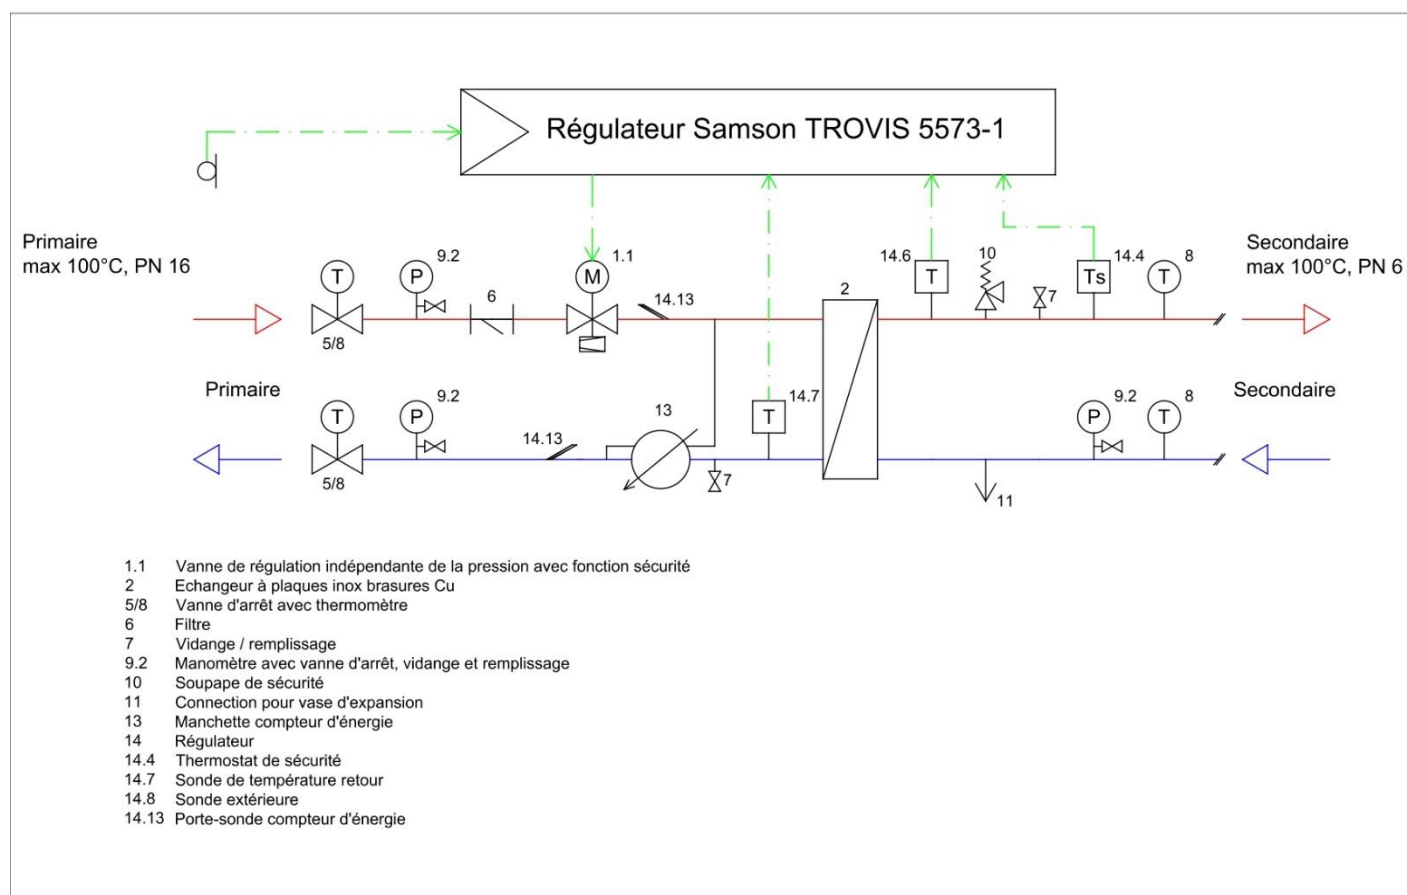 Régulateur Samson TROVIS 5573-1
Primaire
max 100°C, PN 16
Secondaire
max 100°C, PN 6
T
P
9.2
6
M
1.1
14.13
2
14.6
T
10
7
Ts
14.4
T
8
5/8
Primaire
Secondaire
T
P
9.2
14.13
13
T
14.7
P
9.2
T
8
5/8
7
11
1.1 Vanne de régulation indépendante de la pression avec fonction sécurité
2 Echangeur à plaques inox brasures Cu
5/8 Vanne d'arrêt avec thermomètre
6 Filtre
7 Vidange / remplissage
9.2 Manomètre avec vanne d'arrêt, vidange et remplissage
10 Soupape de sécurité
11 Connection pour vase d'expansion
13 Manchette compteur d'énergie
14 Régulateur
14.4 Thermostat de sécurité
14.7 Sonde de température retour
14.8 Sonde extérieure
14.13 Porte-sonde compteur d'énergie